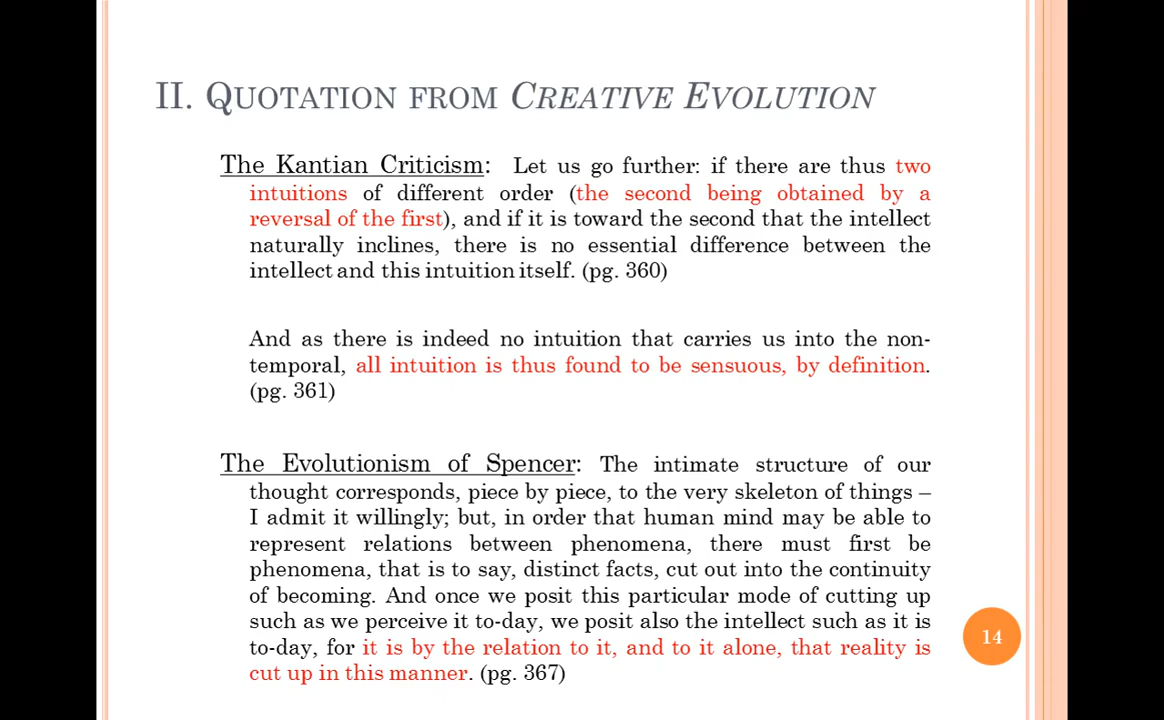 II. QUOTATION FROM CREATIVE EVOLUTION
The Kantian Criticism: Let us go further: if there are thus two
intuitions of different order (the second being obtained by a
reversal of the first), and if it is toward the second that the intellect
naturally inclines, there is no essential difference between the
intellect and this intuition itself. (pg. 360)
And as there is indeed no intuition that carries us into the non-
temporal, all intuition is thus found to be sensuous, by definition.
(pg. 361)
The Evolutionism of Spencer: The intimate structure of our
thought corresponds, piece by piece, to the very skeleton of things –
I admit it willingly; but, in order that human mind may be able to
represent relations between phenomena, there must first be
phenomena, that is to say, distinct facts, cut out into the continuity
of becoming. And once we posit this particular mode of cutting up
such as we perceive it to-day, we posit also the intellect such as it is
to-day, for it is by the relation to it, and to it alone, that reality is
cut up in this manner. (pg. 367)
14